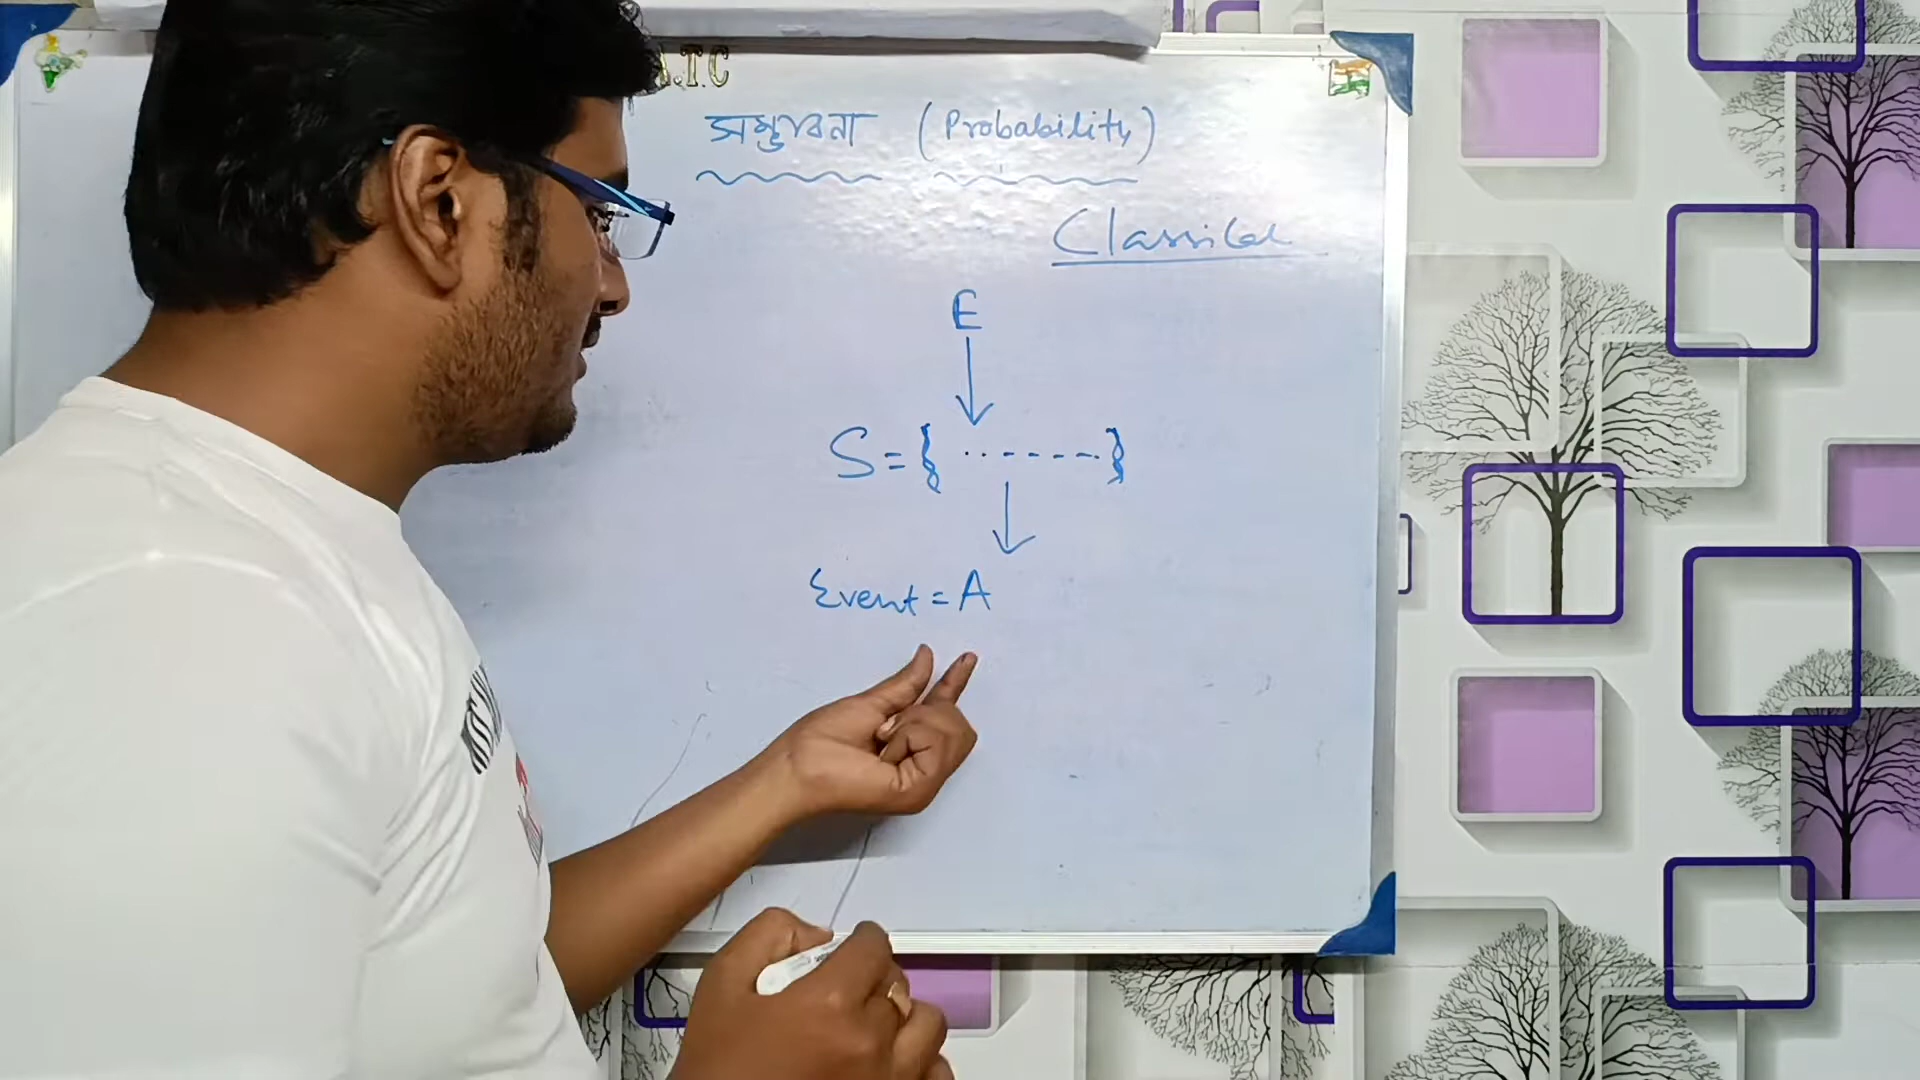 A.T.C
সম্ভাবনা (Probability)
Classical
E
S = { ..----- }
Event = A